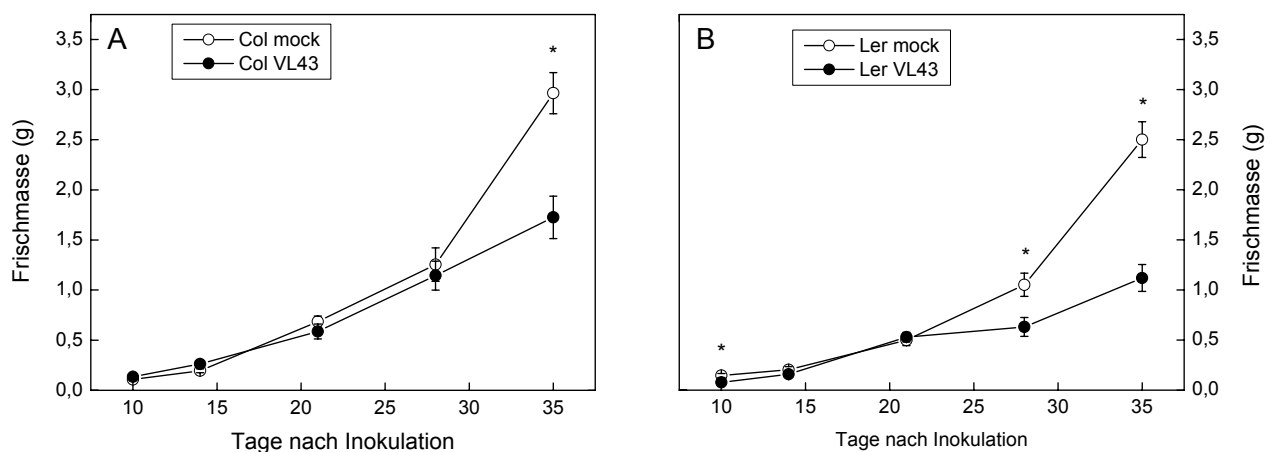 A
Col mock
Col VL43
*
3,5
3,0
2,5
2,0
1,5
1,0
0,5
0,0
Frischmasse (g)
10 15 20 25 30 35
Tage nach Inokulation
B
Ler mock
Ler VL43
*
*
*
3,5
3,0
2,5
2,0
1,5
1,0
0,5
0,0
Frischmasse (g)
10 15 20 25 30 35
Tage nach Inokulation